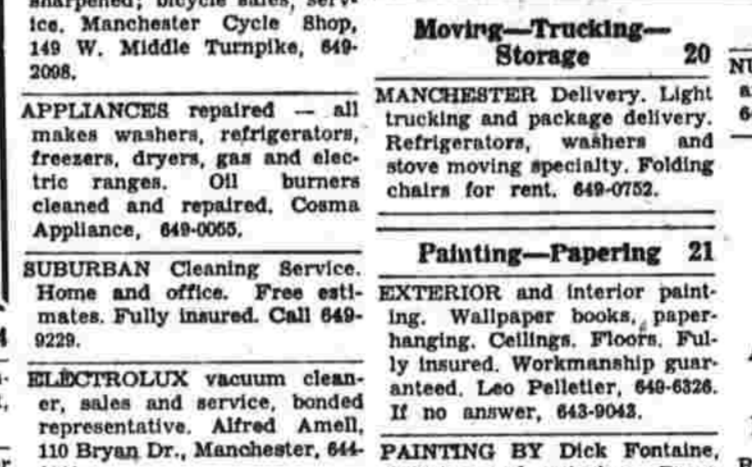 sharpened; bicycle sales, serv-
ice. Manchester Cycle Shop,
149 W. Middle Turnpike, 649-
2098.
APPLIANCES repaired — all
makes washers, refrigerators,
freezers, dryers, gas and elec-
tric ranges. Oil burners
cleaned and repaired. Cosma
Appliance, 649-0055.
SUBURBAN Cleaning Service.
Home and office. Free esti-
mates. Fully insured. Call 649-
9229.
ELECTROLUX vacuum clean-
er, sales and service, bonded
representative. Alfred Amell,
110 Bryan Dr., Manchester, 644-
Moving—Trucking—
Storage 20
MANCHESTER Delivery. Light
trucking and package delivery.
Refrigerators, washers and
stove moving specialty. Folding
chairs for rent. 649-0752.
Painting—Papering 21
EXTERIOR and interior paint-
ing. Wallpaper books, paper-
hanging. Ceilings. Floors. Ful-
ly insured. Workmanship guar-
anteed. Leo Pelletier, 649-6326.
If no answer, 643-9043.
PAINTING BY Dick Fontaine,